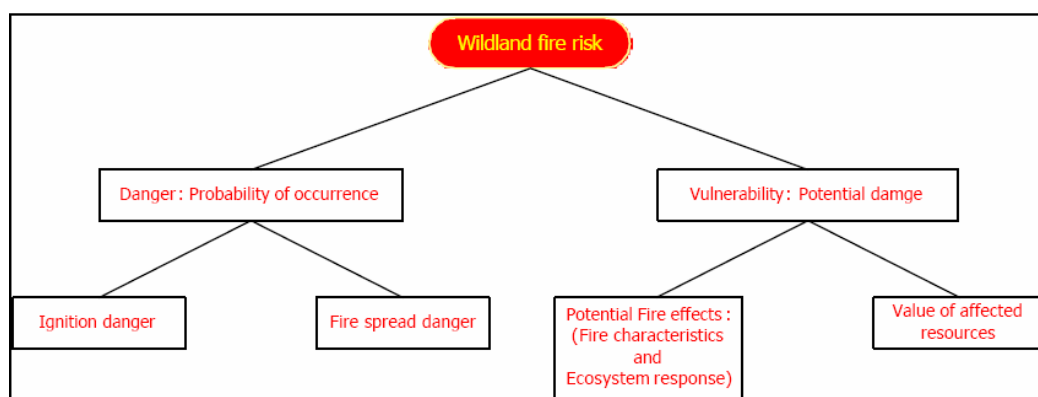 Wildland fire risk
Danger: Probability of occurrence
Vulnerability: Potential damge
Ignition danger
Fire spread danger
Potential Fire effects :
(Fire characteristics
and
Ecosystem response)
Value of affected
resources